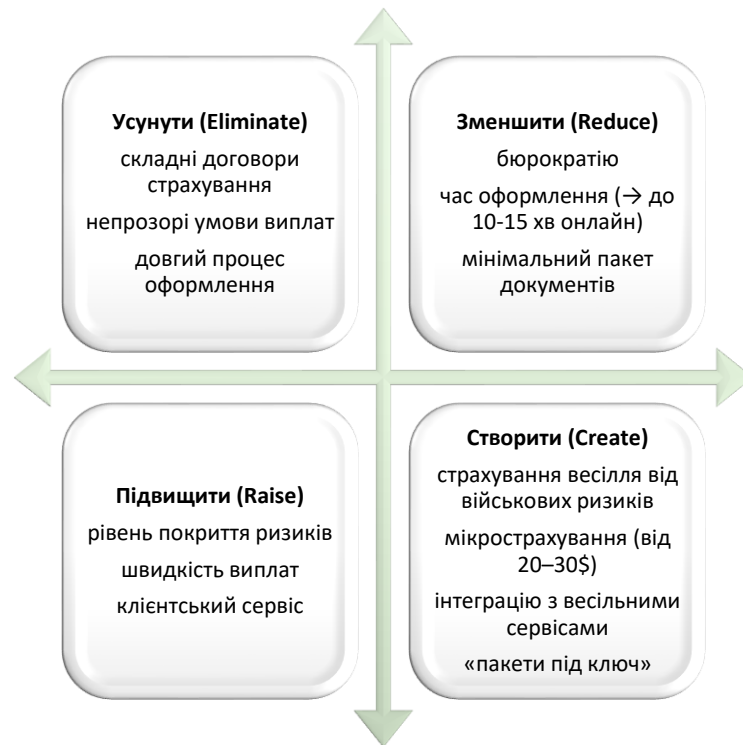 Усунути (Eliminate)
складні договори
страхування
непрозорі умови виплат
довгий процес
оформлення
Зменшити (Reduce)
бюрократію
час оформлення (→ до
10-15 хв онлайн)
мінімальний пакет
документів
Підвищити (Raise)
рівень покриття ризиків
швидкість виплат
клієнтський сервіс
Створити (Create)
страхування весілля від
військових ризиків
мікрострахування (від
20–30$)
інтеграцію з весільними
сервісами
«пакети під ключ»